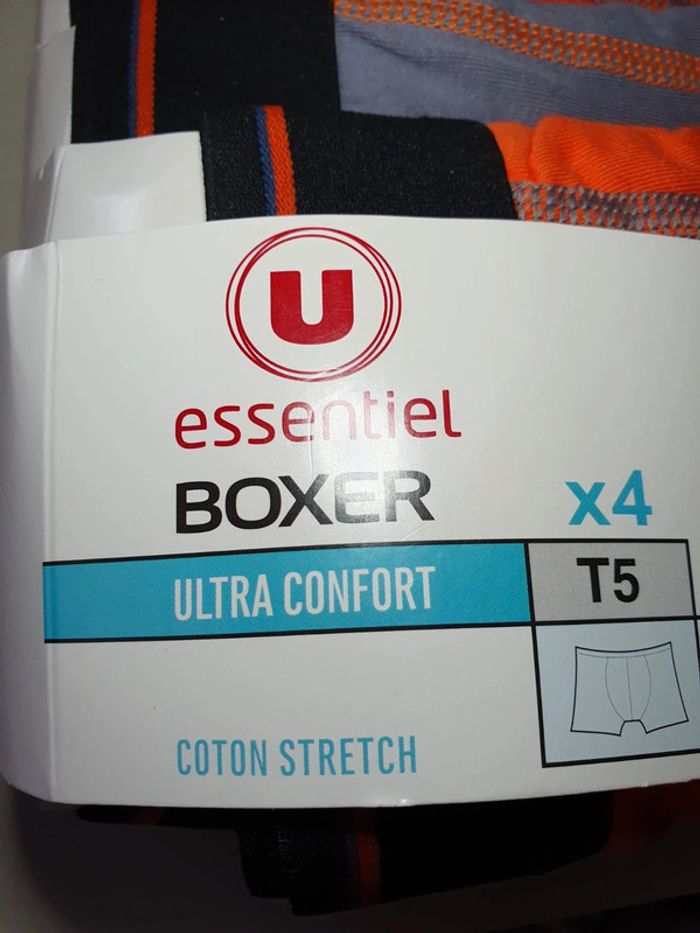 U
essentiel
BOXER x4
ULTRA CONFORT T5
COTON STRETCH